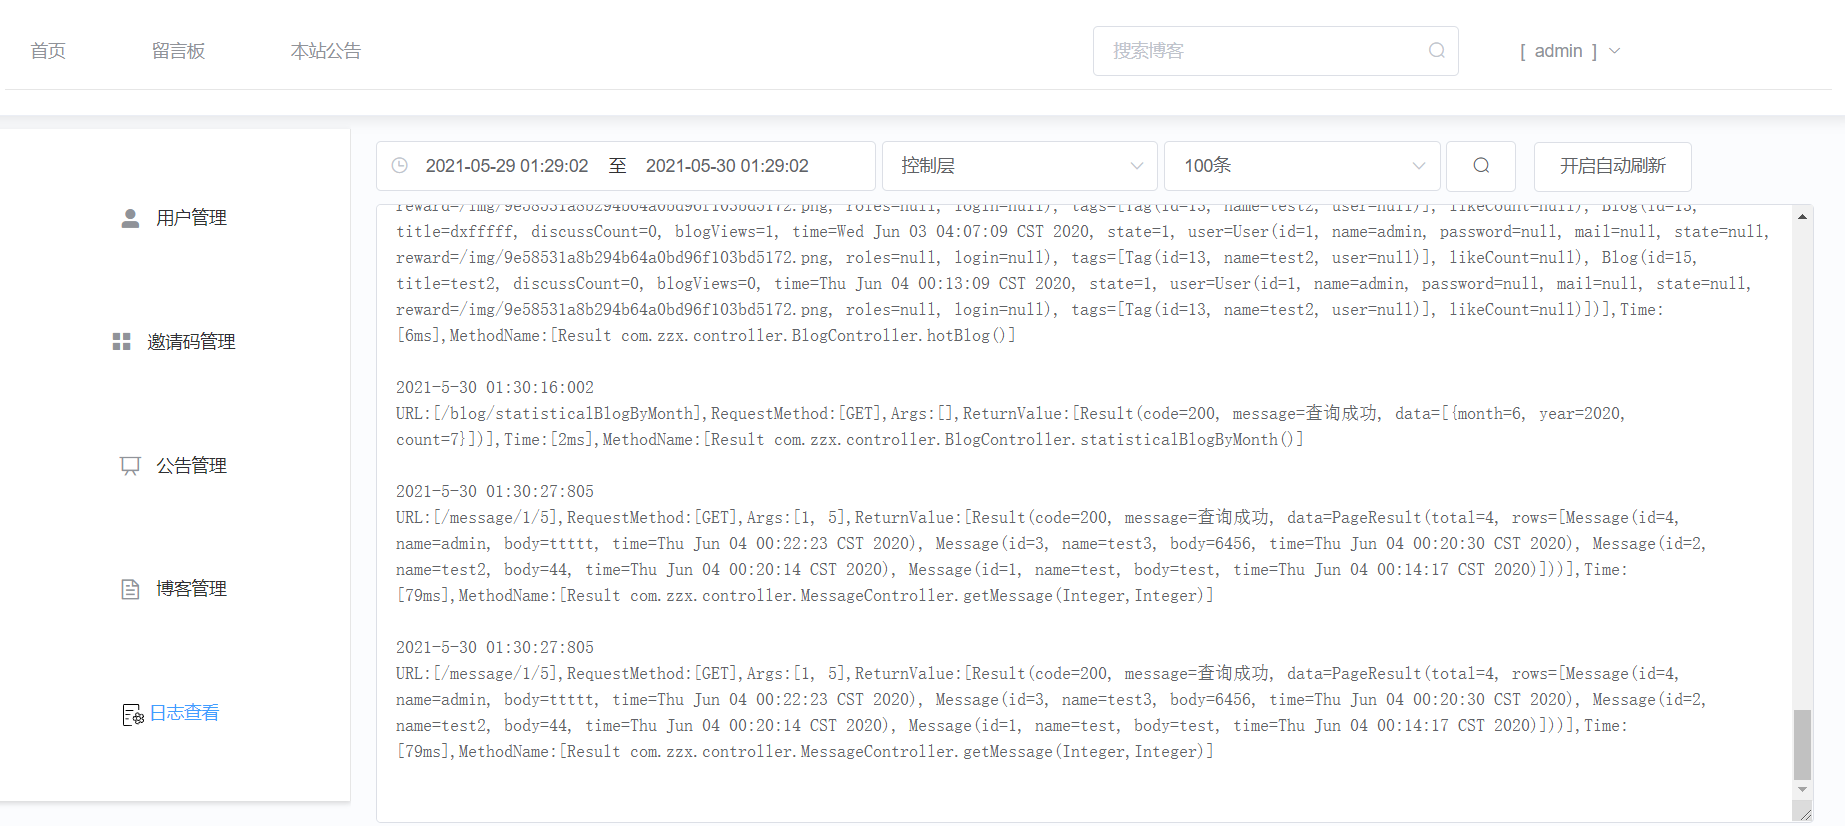 首页
留言板
本站公告
搜索博客
[ admin ]
用户管理
邀请码管理
公告管理
博客管理
日志查看
2021-05-29 01:29:02 至 2021-05-30 01:29:02
控制层
100条
开启自动刷新
reward=/img/9e58531a8b294b64a0bd96f103bd5172.png, roles=null, login=null), tags=[Tag(id=13, name=test2, user=null)], likeCount=null), Blog(id=13,
title=dxfffff, discussCount=0, blogViews=1, time=Wed Jun 03 04:07:09 CST 2020, state=1, user=User(id=1, name=admin, password=null, mail=null, state=null,
reward=/img/9e58531a8b294b64a0bd96f103bd5172.png, roles=null, login=null), tags=[Tag(id=13, name=test2, user=null)], likeCount=null), Blog(id=15,
title=test2, discussCount=0, blogViews=0, time=Thu Jun 04 00:13:09 CST 2020, state=1, user=User(id=1, name=admin, password=null, mail=null, state=null,
reward=/img/9e58531a8b294b64a0bd96f103bd5172.png, roles=null, login=null), tags=[Tag(id=13, name=test2, user=null)], likeCount=null)])],Time:
[6ms],MethodName:[Result com.zzx.controller.BlogController.hotBlog()]
2021-5-30 01:30:16:002
URL:[/blog/statisticalBlogByMonth],RequestMethod:[GET],Args:[],ReturnValue:[Result(code=200, message=查询成功, data=[{month=6, year=2020,
count=7}])],Time:[2ms],MethodName:[Result com.zzx.controller.BlogController.statisticalBlogByMonth()]
2021-5-30 01:30:27:805
URL:[/message/1/5],RequestMethod:[GET],Args:[1, 5],ReturnValue:[Result(code=200, message=查询成功, data=PageResult(total=4, rows=[Message(id=4,
name=admin, body=ttttt, time=Thu Jun 04 00:22:23 CST 2020), Message(id=3, name=test3, body=6456, time=Thu Jun 04 00:20:30 CST 2020), Message(id=2,
name=test2, body=44, time=Thu Jun 04 00:20:14 CST 2020), Message(id=1, name=test, body=test, time=Thu Jun 04 00:14:17 CST 2020)]))],Time:
[79ms],MethodName:[Result com.zzx.controller.MessageController.getMessage(Integer,Integer)]
2021-5-30 01:30:27:805
URL:[/message/1/5],RequestMethod:[GET],Args:[1, 5],ReturnValue:[Result(code=200, message=查询成功, data=PageResult(total=4, rows=[Message(id=4,
name=admin, body=ttttt, time=Thu Jun 04 00:22:23 CST 2020), Message(id=3, name=test3, body=6456, time=Thu Jun 04 00:20:30 CST 2020), Message(id=2,
name=test2, body=44, time=Thu Jun 04 00:20:14 CST 2020), Message(id=1, name=test, body=test, time=Thu Jun 04 00:14:17 CST 2020)]))],Time:
[79ms],MethodName:[Result com.zzx.controller.MessageController.getMessage(Integer,Integer)]